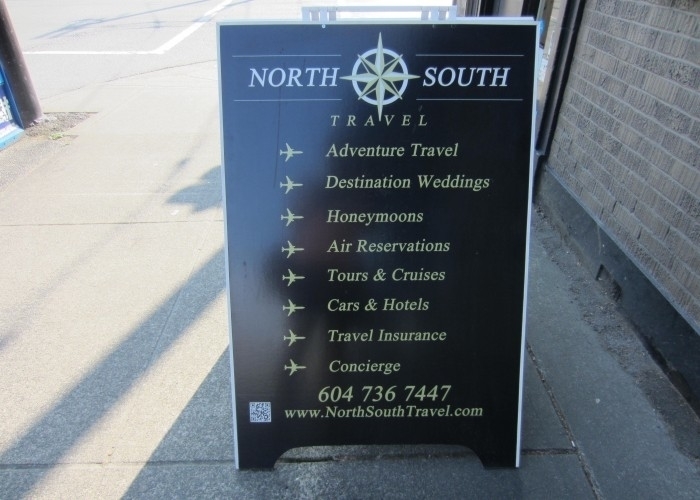 NORTH SOUTH
TRAVEL
Adventure Travel
Destination Weddings
Honeymoons
Air Reservations
Tours & Cruises
Cars & Hotels
Travel Insurance
Concierge
604 736 7447
www.NorthSouthTravel.com